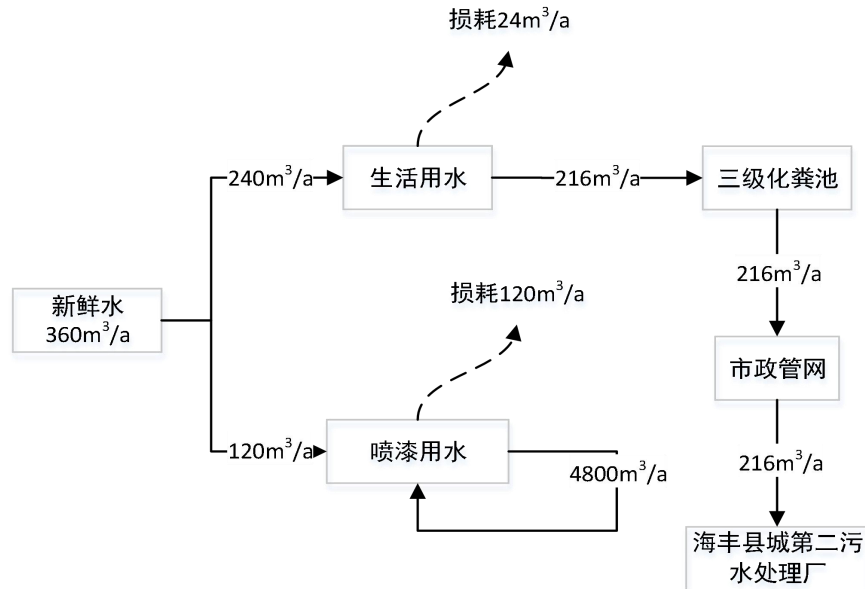 损耗24m³/a
240m³/a
生活用水
216m³/a
三级化粪池
216m³/a
新鲜水
360m³/a
损耗120m³/a
市政管网
120m³/a
喷漆用水
4800m³/a
216m³/a
海丰县城第二污
水处理厂